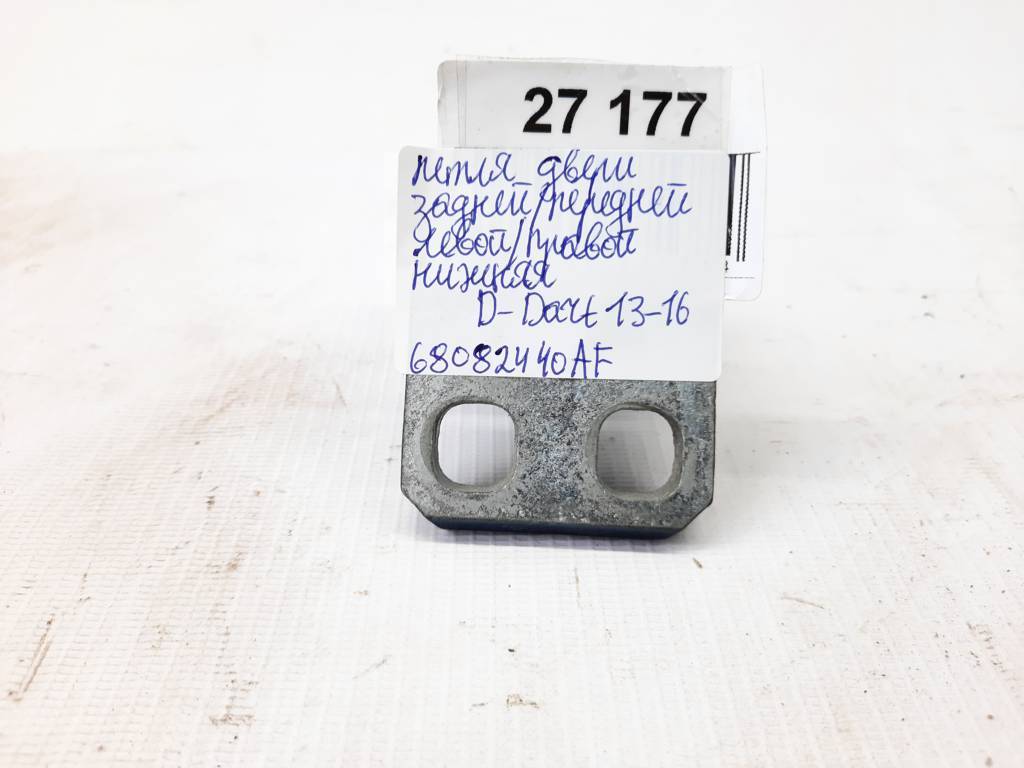 27 177
петля двери
задней/передней
левой/правой
нижняя
D-Dart 13-16
68082440AF